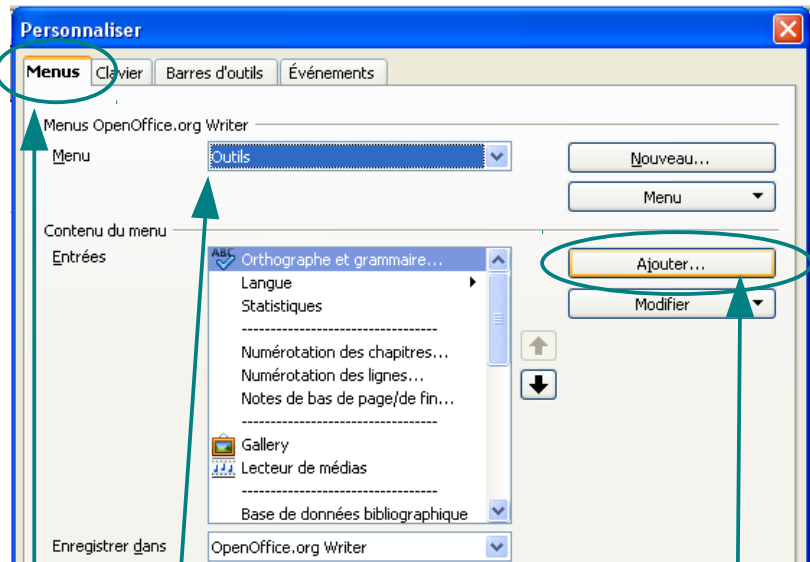 Personnaliser
Menus Clavier Barres d'outils Événements
Menus OpenOffice.org Writer
Menu Outils Nouveau...
Menu
Contenu du menu
Entrées ABC Orthographe et grammaire... Ajouter...
Langue
Statistiques Modifier
---------------------------------
Numérotation des chapitres...
Numérotation des lignes...
Notes de bas de page/de fin...
---------------------------------
Gallery
Lecteur de médias
---------------------------------
Base de données bibliographique
Enregistrer dans OpenOffice.org Writer